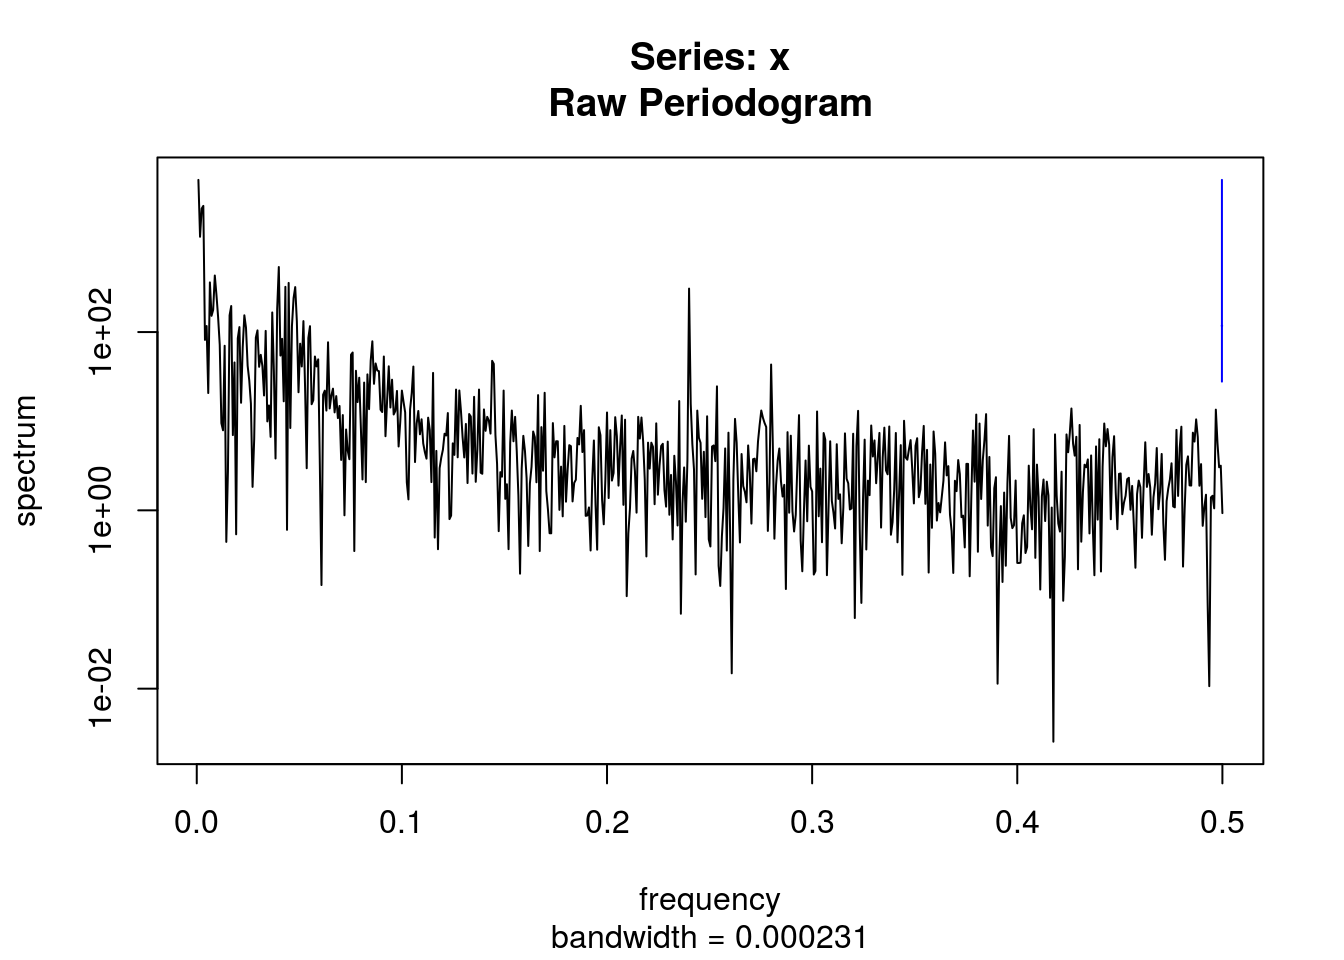 Series: x
Raw Periodogram
spectrum
1e+02
1e+00
1e-02
0.0 0.1 0.2 0.3 0.4 0.5
frequency
bandwidth = 0.000231